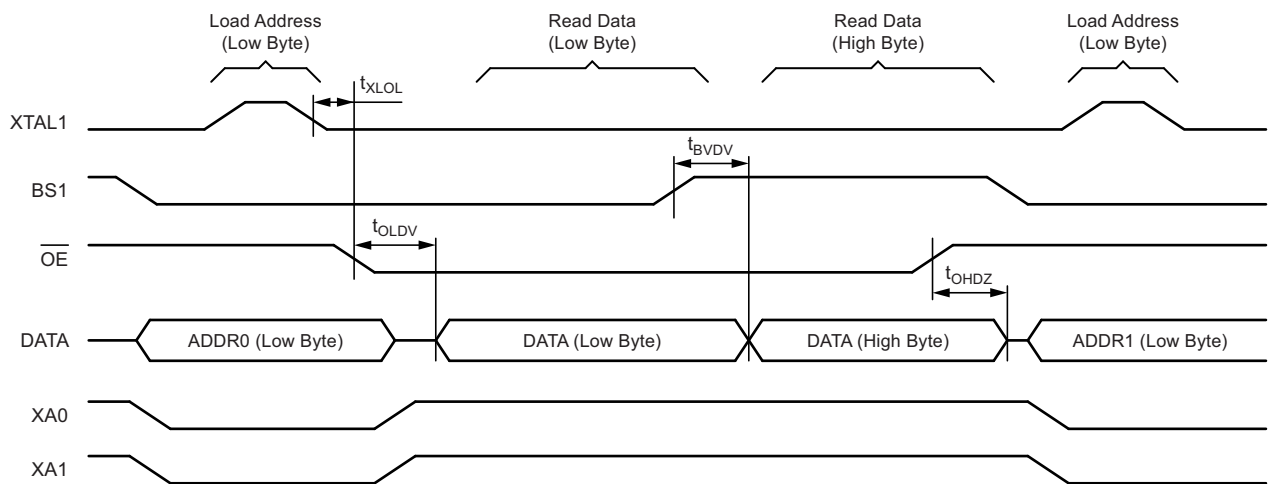 Load Address
(Low Byte)
Read Data
(Low Byte)
Read Data
(High Byte)
Load Address
(Low Byte)
tXLOL
XTAL1
tBVDV
BS1
tOLDV
OE
tOHDZ
DATA
ADDR0 (Low Byte)
DATA (Low Byte)
DATA (High Byte)
ADDR1 (Low Byte)
XA0
XA1